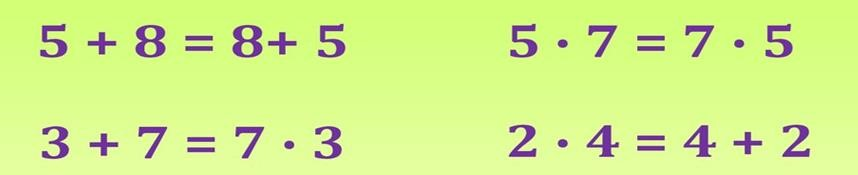 5 + 8 = 8+ 5
5 · 7 = 7 · 5
3 + 7 = 7 · 3
2 · 4 = 4 + 2